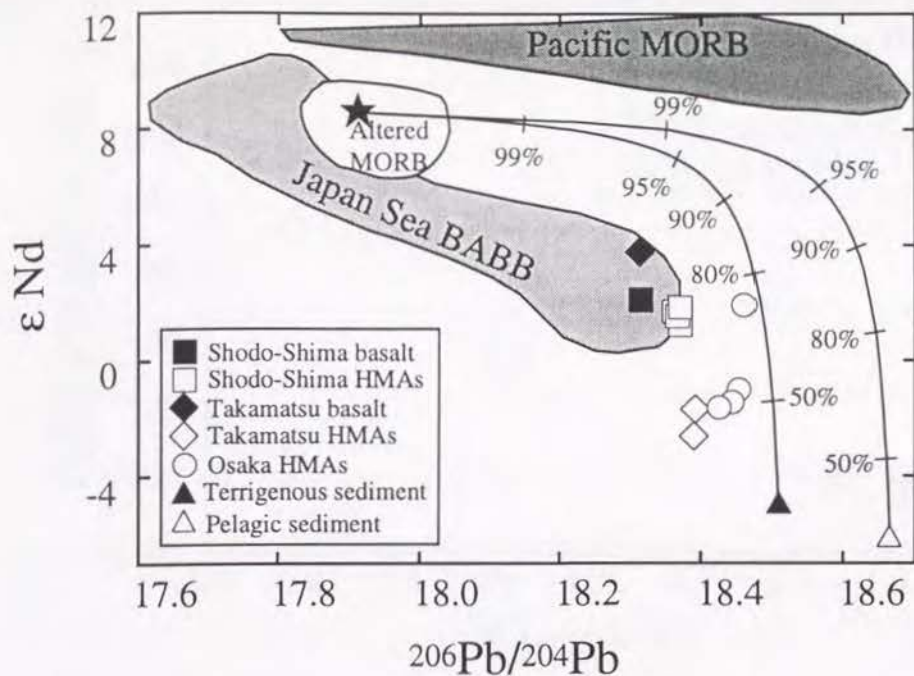 12
8
4
0
-4
ε Nd
Pacific MORB
Altered
MORB
Japan Sea BABB
99%
99%
95%
95%
90%
90%
80%
80%
50%
50%
Shodo-Shima basalt
Shodo-Shima HMAs
Takamatsu basalt
Takamatsu HMAs
Osaka HMAs
Terrigenous sediment
Pelagic sediment
17.6 17.8 18.0 18.2 18.4 18.6
²⁰⁶Pb/²⁰⁴Pb